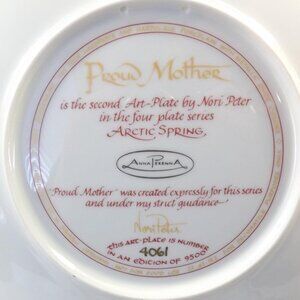 Proud Mother
is the second Art-Plate by Nori Peter
in the four plate series
ARCTIC SPRING.
ANNA PERENNA
"Proud Mother" was created expressly for this series
and under my strict guidance
Nori Peter
THIS ART-PLATE IS NUMBER
4061
IN AN EDITION OF 9500